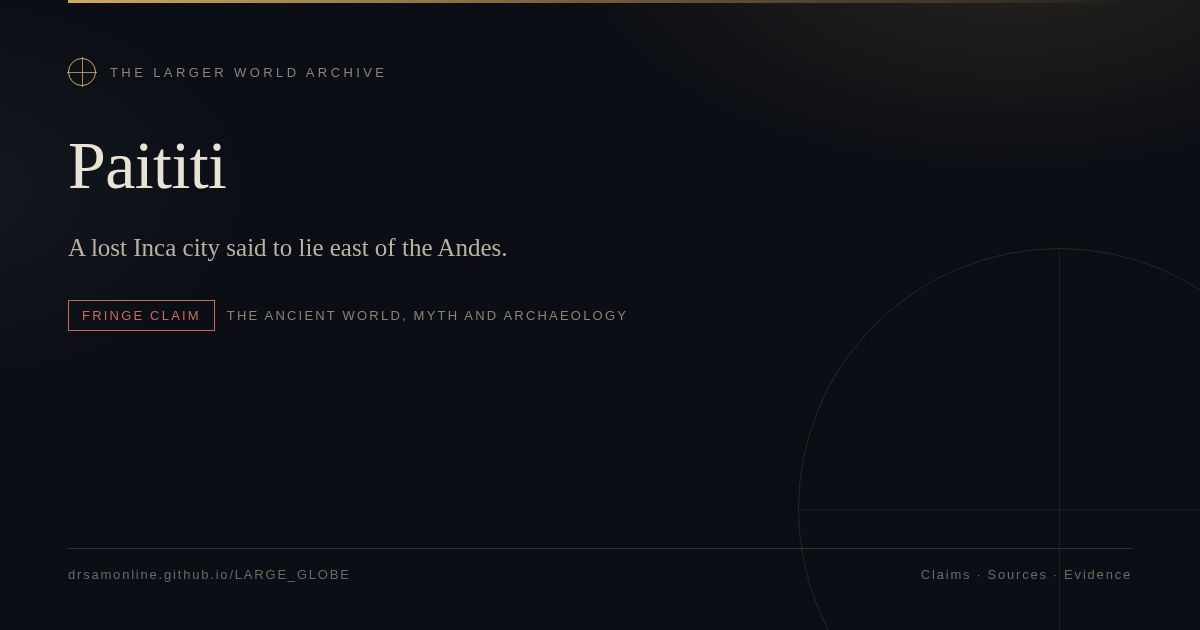 THE LARGER WORLD ARCHIVE
Paititi
A lost Inca city said to lie east of the Andes.
FRINGE CLAIM THE ANCIENT WORLD, MYTH AND ARCHAEOLOGY
drsamonline.github.io/LARGE_GLOBE Claims · Sources · Evidence